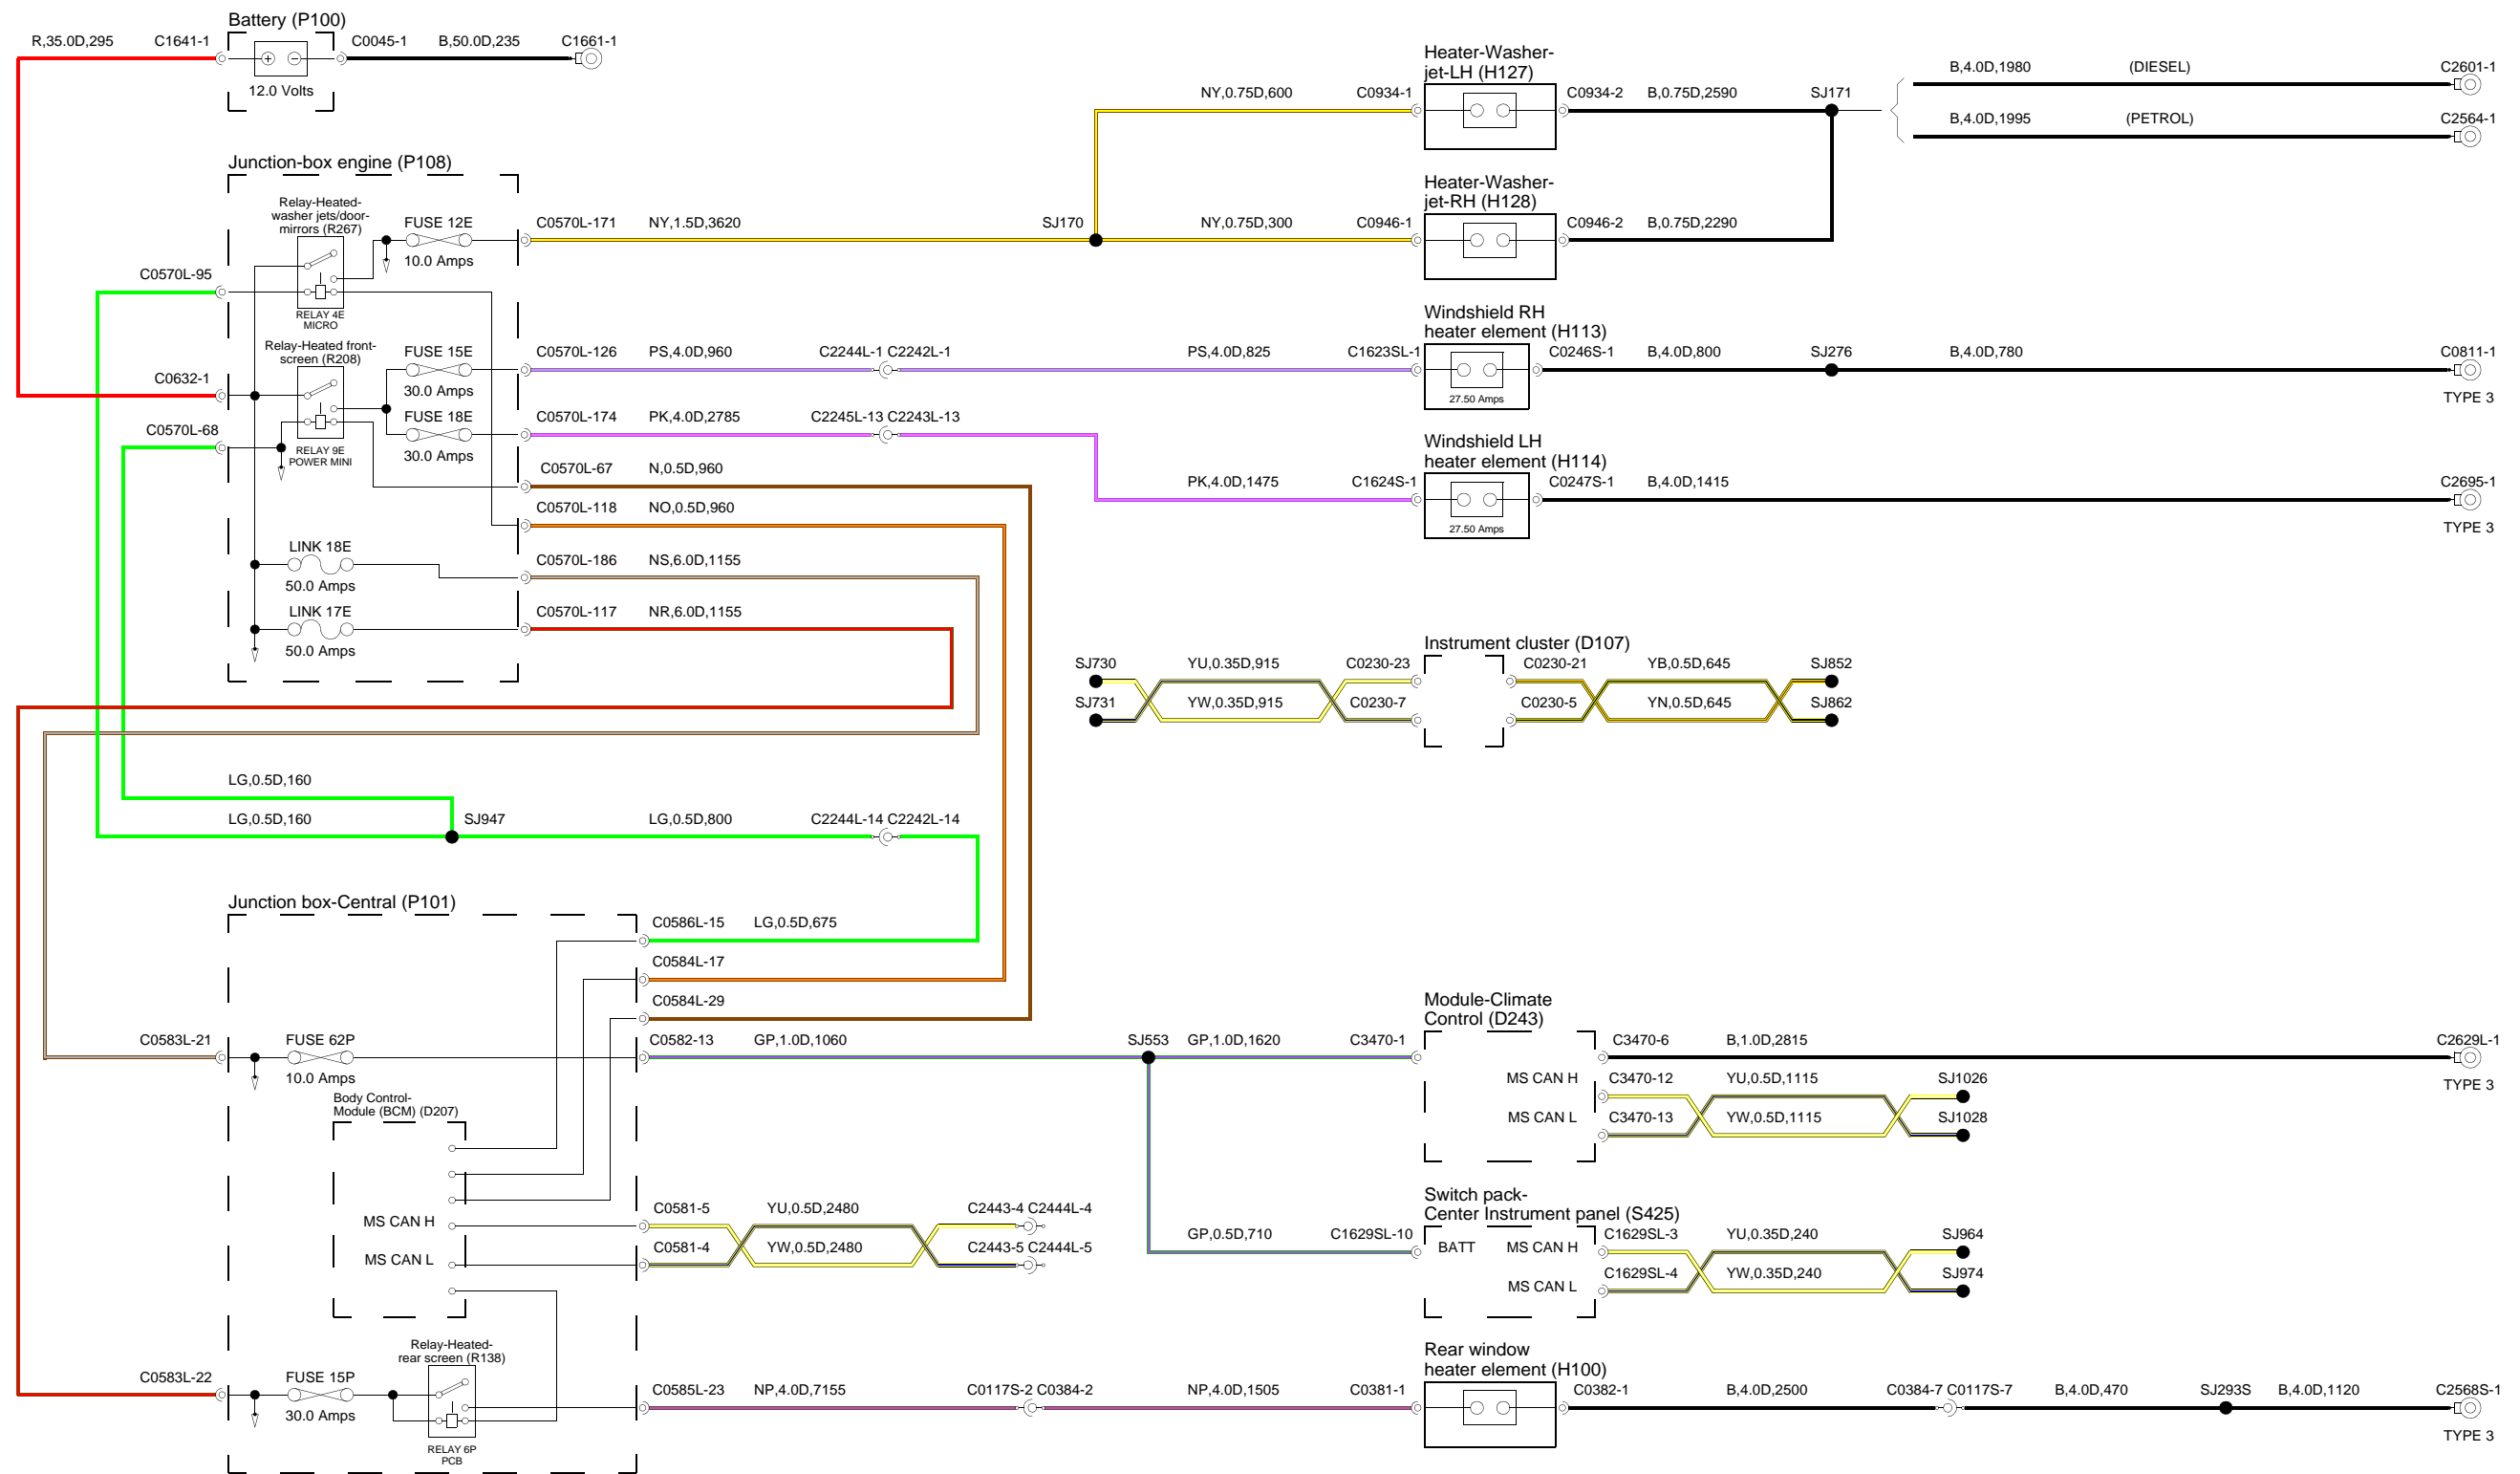 Battery (P100)
R,35.0D,295 C1641-1 C0045-1 B,50.0D,235 C1661-1
12.0 Volts
Heater-Washer-
jet-LH (H127)
NY,0.75D,600 C0934-1 C0934-2 B,0.75D,2590 SJ171
B,4.0D,1980 (DIESEL) C2601-1
B,4.0D,1995 (PETROL) C2564-1
Junction-box engine (P108)
Relay-Heated-
washer jets/door-
mirrors (R267)
FUSE 12E
10.0 Amps
C0570L-171 NY,1.5D,3620 SJ170 NY,0.75D,300 C0946-1
Heater-Washer-
jet-RH (H128)
C0946-2 B,0.75D,2290
C0570L-95
RELAY 4E
MICRO
Relay-Heated front-
screen (R208)
FUSE 15E
30.0 Amps
C0570L-126 PS,4.0D,960 C2244L-1 C2242L-1 PS,4.0D,825 C1623SL-1
Windshield RH
heater element (H113)
27.50 Amps
C0246S-1 B,4.0D,800 SJ276 B,4.0D,780 C0811-1
TYPE 3
C0632-1
FUSE 18E
30.0 Amps
C0570L-174 PK,4.0D,2785 C2245L-13 C2243L-13
C0570L-68
RELAY 9E
POWER MINI
Windshield LH
heater element (H114)
PK,4.0D,1475 C1624S-1
27.50 Amps
C0247S-1 B,4.0D,1415 C2695-1
TYPE 3
C0570L-67 N,0.5D,960
C0570L-118 NO,0.5D,960
LINK 18E
50.0 Amps
C0570L-186 NS,6.0D,1155
LINK 17E
50.0 Amps
C0570L-117 NR,6.0D,1155
Instrument cluster (D107)
SJ730 YU,0.35D,915 C0230-23 C0230-21 YB,0.5D,645 SJ852
SJ731 YW,0.35D,915 C0230-7 C0230-5 YN,0.5D,645 SJ862
LG,0.5D,160
LG,0.5D,160 SJ947 LG,0.5D,800 C2244L-14 C2242L-14
Junction box-Central (P101)
C0586L-15 LG,0.5D,675
C0584L-17
C0584L-29
C0583L-21
FUSE 62P
10.0 Amps
C0582-13 GP,1.0D,1060 SJ553 GP,1.0D,1620 C3470-1
Module-Climate
Control (D243)
C3470-6 B,1.0D,2815 C2629L-1
TYPE 3
MS CAN H C3470-12 YU,0.5D,1115 SJ1026
MS CAN L C3470-13 YW,0.5D,1115 SJ1028
Body Control-
Module (BCM) (D207)
MS CAN H C0581-5 YU,0.5D,2480 C2443-4 C2444L-4
MS CAN L C0581-4 YW,0.5D,2480 C2443-5 C2444L-5
Switch pack-
Center Instrument panel (S425)
GP,0.5D,710 C1629SL-10 BATT
MS CAN H C1629SL-3 YU,0.35D,240 SJ964
MS CAN L C1629SL-4 YW,0.35D,240 SJ974
C0583L-22
FUSE 15P
30.0 Amps
Relay-Heated-
rear screen (R138)
RELAY 6P
PCB
C0585L-23 NP,4.0D,7155 C0117S-2 C0384-2 NP,4.0D,1505 C0381-1
Rear window
heater element (H100)
C0382-1 B,4.0D,2500 C0384-7 C0117S-7 B,4.0D,470 SJ293S B,4.0D,1120 C2568S-1
TYPE 3